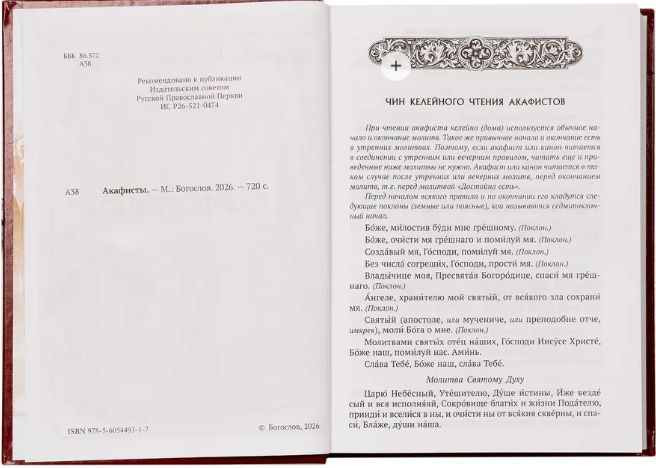 ББК 86.372
А38
Рекомендовано к публикации
Издательским советом
Русской Православной Церкви
ИС Р26-521-0474
А38 Акафисты. — М.: Богослов. 2026. — 720 с.
ISBN 978-5-6054493-1-7
© Богослов, 2026
ЧИН КЕЛЕЙНОГО ЧТЕНИЯ АКАФИСТОВ
При чтении акафиста келейно (дома) используется обычное на-
чало и окончание молитв. Такое же привычное начало и окончание есть
в утренних молитвах. Поэтому, если акафист или канон читается
в соединении с утренним или вечерним правилом, читать еще и при-
веденные ниже молитвы не нужно. Акафист или канон читается в та-
ком случае после утренних или вечерних молитв, перед окончанием
молитв, т.е. перед молитвой «Достойно есть».
Перед началом всякого правила и по окончании его кладутся сле-
дующие поклоны (земные или поясные), кои называются седмипоклон-
ный начал.
Бо́же, ми́лостив бу́ди мне гре́шному. (Поклон.)
Бо́же, очи́сти мя гре́шнаго и поми́луй мя. (Поклон.)
Созда́вый мя, Го́споди, поми́луй мя. (Поклон.)
Без числа́ согреши́х, Го́споди, прости́ мя. (Поклон.)
Влады́чице моя́, Пресвята́я Богоро́дице, спаси́ мя гре́ш-
наго. (Поклон.)
А́нгеле, храни́телю мой святы́й, от вся́каго зла сохрани́
мя. (Поклон.)
Святы́й (апостоле, или мучениче, или преподобне отче,
имярек), моли́ Бо́га о мне. (Поклон.)
Моли́твами святы́х оте́ц на́ших, Го́споди Иису́се Христе́,
Бо́же наш, поми́луй нас. Ами́нь.
Сла́ва Тебе́, Бо́же наш, сла́ва Тебе́.
Молитва Святому Духу
Царю́ Небе́сный, Уте́шителю, Ду́ше и́стины, И́же везде́
сый и вся исполня́яй, Сокро́вище благи́х и жи́зни Пода́телю,
прииди́ и всели́ся в ны, и очи́сти ны от вся́кия скве́рны, и спа-
си́, Бла́же, ду́ши на́ша.